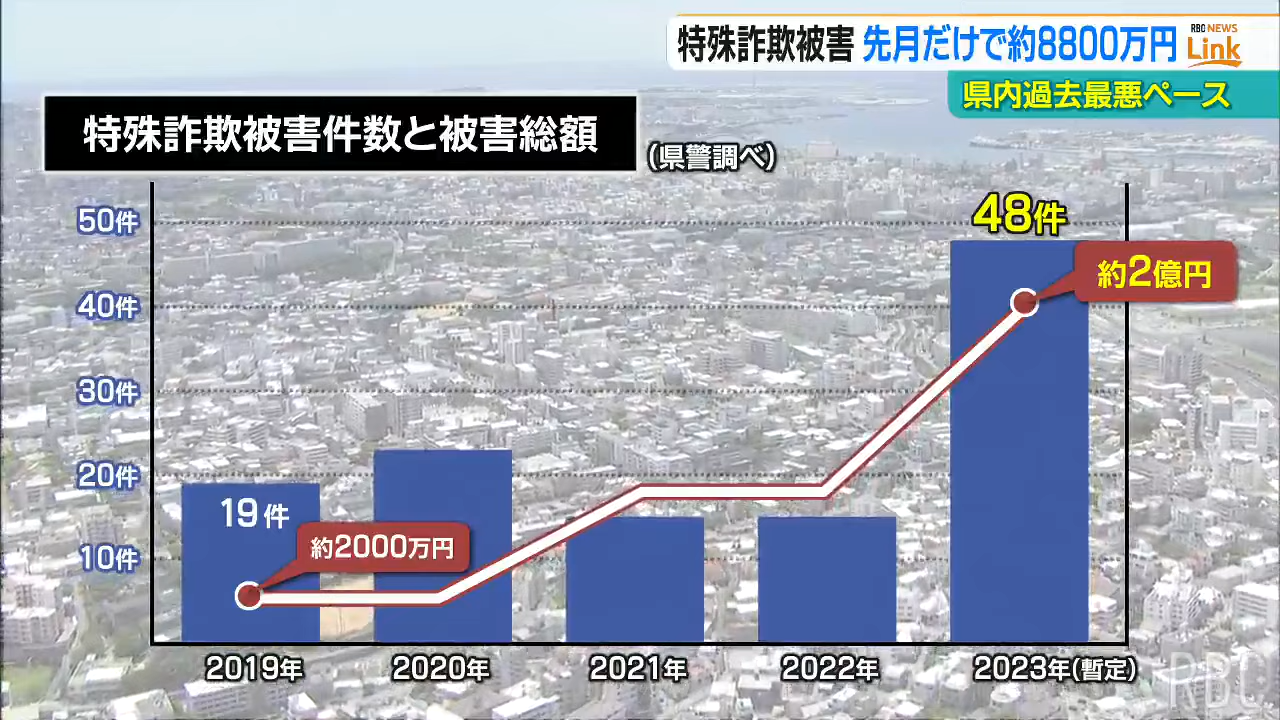 特殊詐欺被害 先月だけで約8800万円
RBC NEWS
Link
県内過去最悪ペース
特殊詐欺被害件数と被害総額
(県警調べ)
50件
40件
30件
20件
10件
48件
約2億円
19件
約2000万円
2019年
2020年
2021年
2022年
2023年(暫定)
RBC